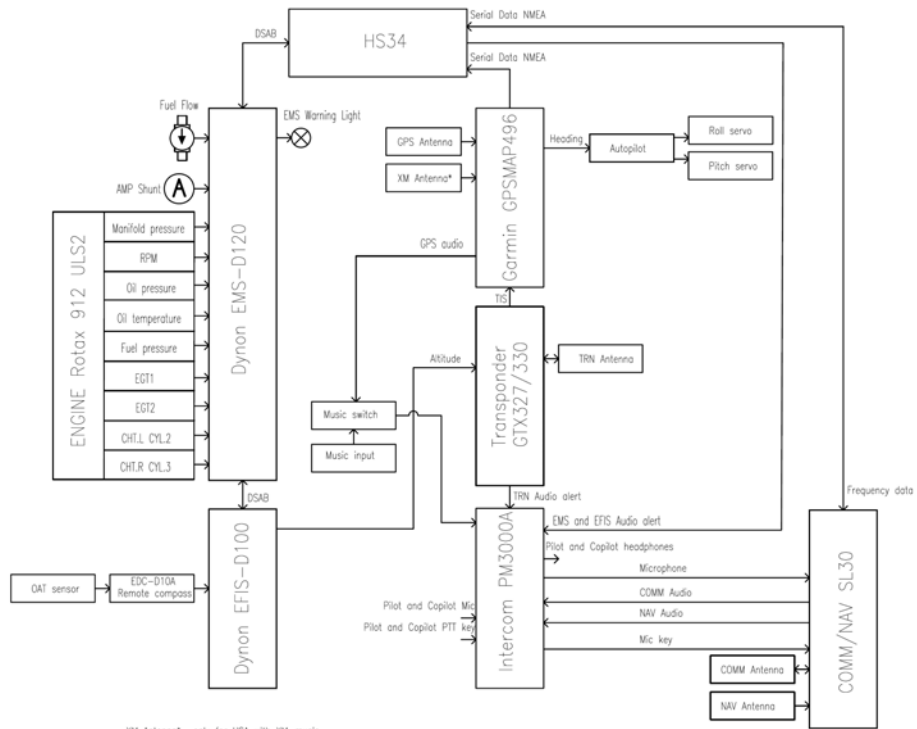 Serial Data NMEA
HS34
DSAB
Serial Data NMEA
Fuel Flow
EMS Warning Light
GPS Antenna
Heading
Autopilot
Roll servo
Pitch servo
XM Antenna*
AMP Shunt
A
Garmin GPSMAP496
Dynon EMS-D120
ENGINE Rotax 912 ULS2
Manifold pressure
RPM
Oil pressure
Oil temperature
Fuel pressure
EGT1
EGT2
CHT.L CYL.2
CHT.R CYL.3
GPS audio
TIS
Altitude
Transponder
GTX327/330
TRN Antenna
Music switch
Music input
DSAB
TRN Audio alert
Frequency data
EMS and EFIS Audio alert
Pilot and Copilot headphones
Microphone
COMM Audio
NAV Audio
Mic key
Intercom PM3000A
COMM/NAV SL30
Dynon EFIS-D100
OAT sensor
EDC-D10A
Remote compass
Pilot and Copilot Mic
Pilot and Copilot PTT key
COMM Antenna
NAV Antenna